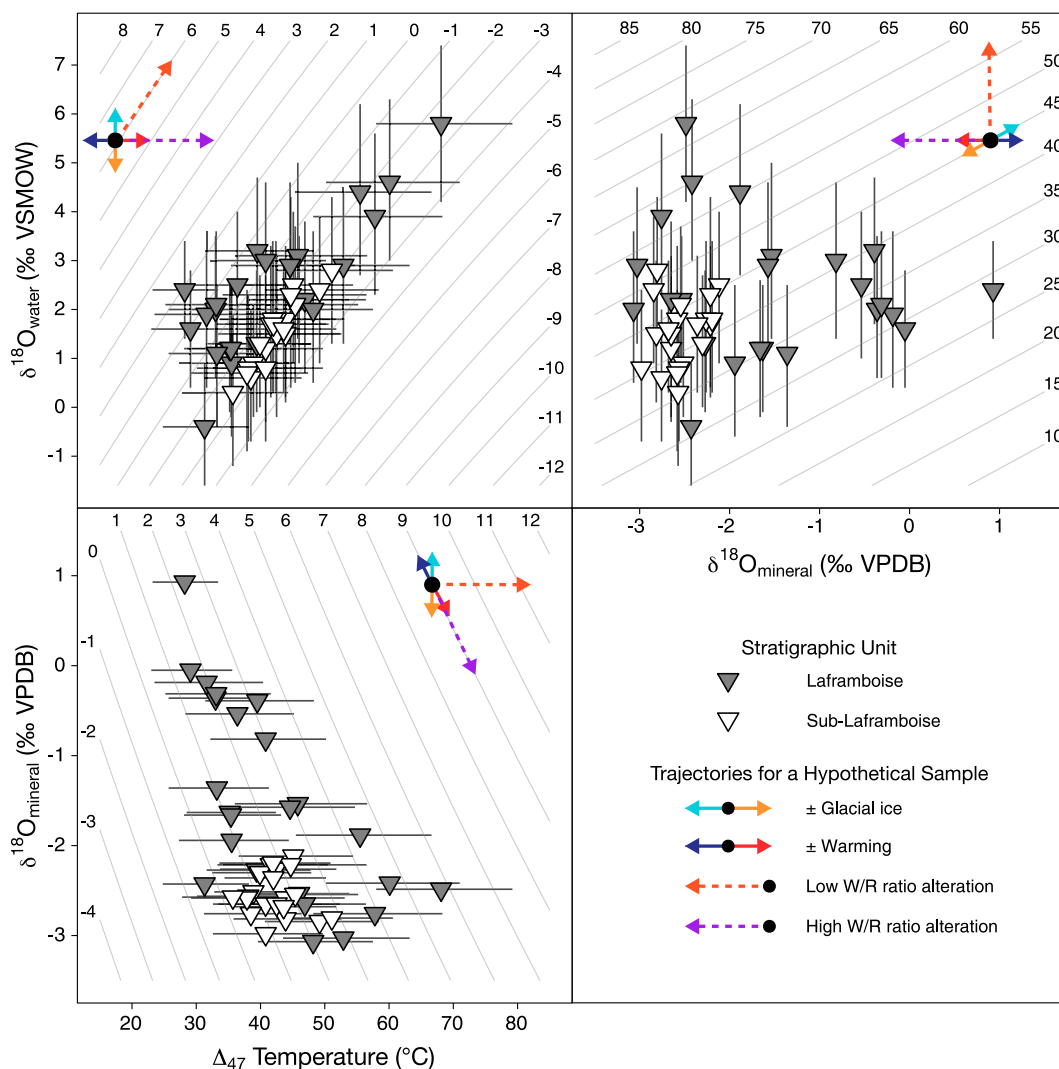 8 7 6 5 4 3 2 1 0 -1 -2 -3
85 80 75 70 65 60 55
7
6
5
4
3
2
1
0
-1
δ18Owater (‰ VSMOW)
-4
-5
-6
-7
-8
-9
-10
-11
-12
50
45
40
35
30
25
20
15
10
-3 -2 -1 0 1
δ18Omineral (‰ VPDB)
1 2 3 4 5 6 7 8 9 10 11 12
0
-1
-2
-3
-4
1
0
-1
-2
-3
δ18Omineral (‰ VPDB)
20 30 40 50 60 70 80
Δ47 Temperature (°C)
Stratigraphic Unit
Laframboise
Sub-Laframboise
Trajectories for a Hypothetical Sample
± Glacial ice
± Warming
Low W/R ratio alteration
High W/R ratio alteration